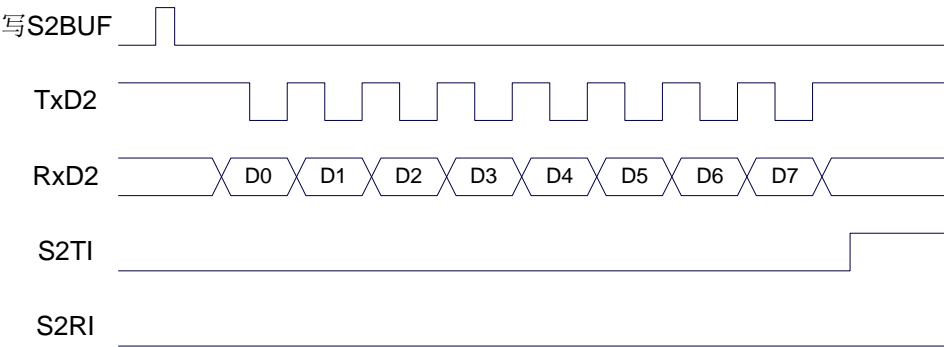 写S2BUF
TxD2
RxD2 D0 D1 D2 D3 D4 D5 D6 D7
S2TI
S2RI